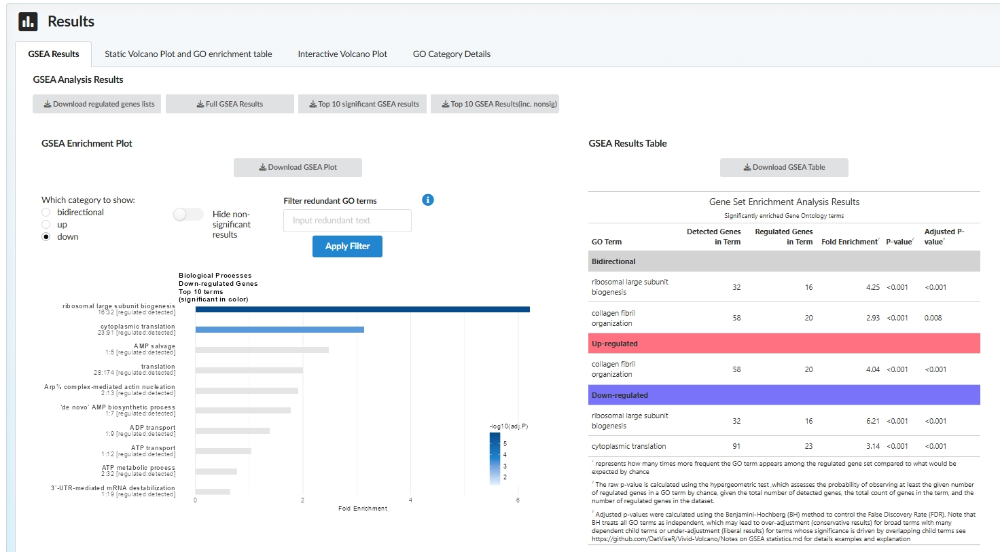 Results
GSEA Results
Static Volcano Plot and GO enrichment table
Interactive Volcano Plot
GO Category Details
GSEA Analysis Results
Download regulated genes lists
Full GSEA Results
Top 10 significant GSEA results
Top 10 GSEA Results(inc. nonsig)
GSEA Enrichment Plot
Download GSEA Plot
Which category to show:
bidirectional
up
down
Hide non-
significant
results
Filter redundant GO terms
Input redundant text
Apply Filter
Biological Processes
Down-regulated Genes
Top 10 terms
(significant in color)
ribosomal large subunit biogenesis
16:32 [regulated:detected]
cytoplasmic translation
23:91 [regulated:detected]
AMP salvage
1:5 [regulated:detected]
translation
28:174 [regulated:detected]
Arp⅔ complex-mediated actin nucleation
2:13 [regulated:detected]
'de novo' AMP biosynthetic process
1:7 [regulated:detected]
ADP transport
1:9 [regulated:detected]
ATP transport
1:12 [regulated:detected]
ATP metabolic process
2:32 [regulated:detected]
3'-UTR-mediated mRNA destabilization
1:19 [regulated:detected]
0 2 4 6
Fold Enrichment
-log10(adj.P)
5
4
3
2
GSEA Results Table
Download GSEA Table
Gene Set Enrichment Analysis Results
Significantly enriched Gene Ontology terms
Detected Genes Regulated Genes Adjusted P-
GO Term in Term in Term Fold Enrichment¹ P-value² value³
Bidirectional
ribosomal large subunit
biogenesis 32 16 4.25 <0.001 <0.001
collagen fibril
organization 58 20 2.93 <0.001 0.008
Up-regulated
collagen fibril
organization 58 20 4.04 <0.001 <0.001
Down-regulated
ribosomal large subunit
biogenesis 32 16 6.21 <0.001 <0.001
cytoplasmic translation 91 23 3.14 <0.001 <0.001
¹ represents how many times more frequent the GO term appears among the regulated gene set compared to what would be
expected by chance
² The raw p-value is calculated using the hypergeometric test ,which assesses the probability of observing at least the given number
of regulated genes in a GO term by chance, given the total number of detected genes, the total count of genes in the term, and the
number of regulated genes in the dataset.
³ Adjusted p-values were calculated using the Benjamini-Hochberg (BH) method to control the False Discovery Rate (FDR). Note that
BH treats all GO terms as independent, which may lead to over-adjustment (conservative results) for broad terms with many
dependent child terms or under-adjustment (liberal results) for terms whose significance is driven by overlapping child terms see
https://github.com/DatViseR/Vivid-Volcano/Notes on GSEA statistics.md for details examples and explanation